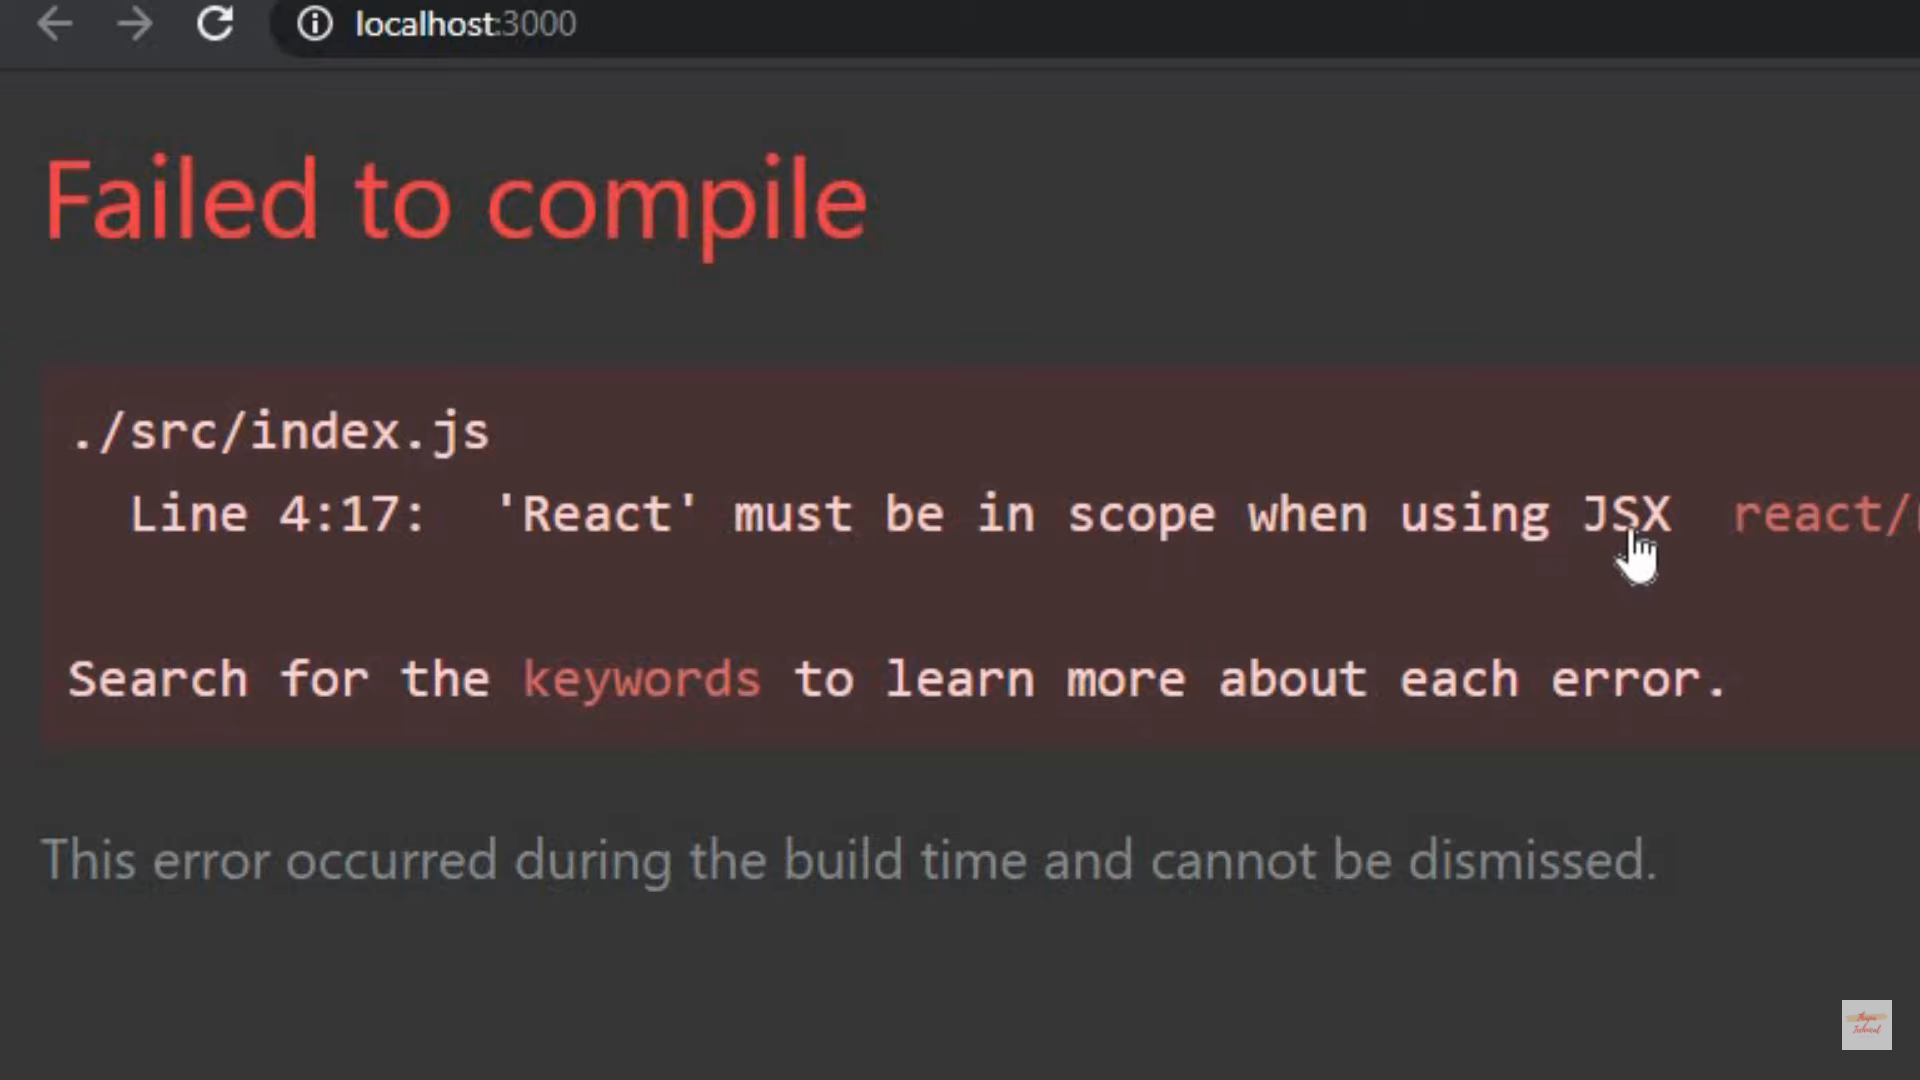 localhost:3000
Failed to compile
./src/index.js
Line 4:17: 'React' must be in scope when using JSX react/
Search for the keywords to learn more about each error.
This error occurred during the build time and cannot be dismissed.